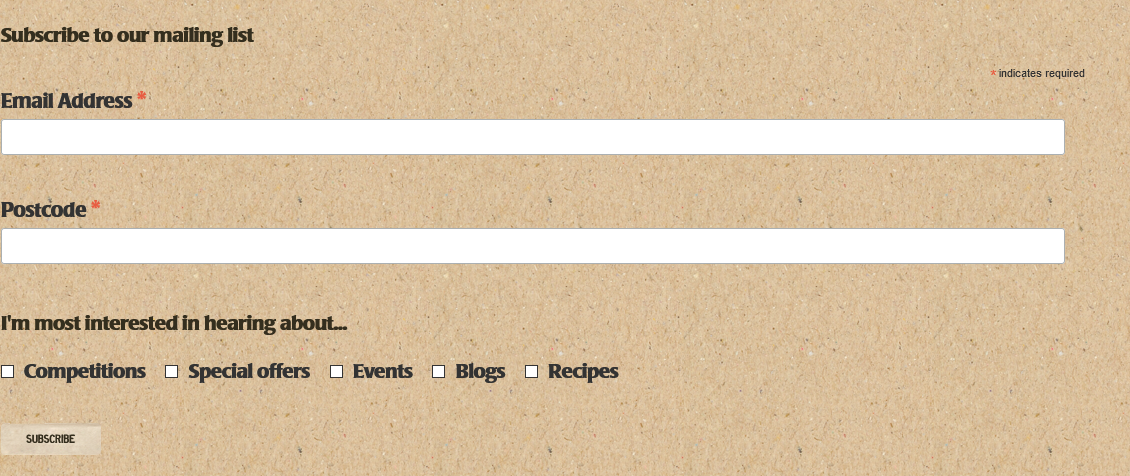 Subscribe to our mailing list
* indicates required
Email Address *
Postcode *
I'm most interested in hearing about...
Competitions Special offers Events Blogs Recipes
SUBSCRIBE